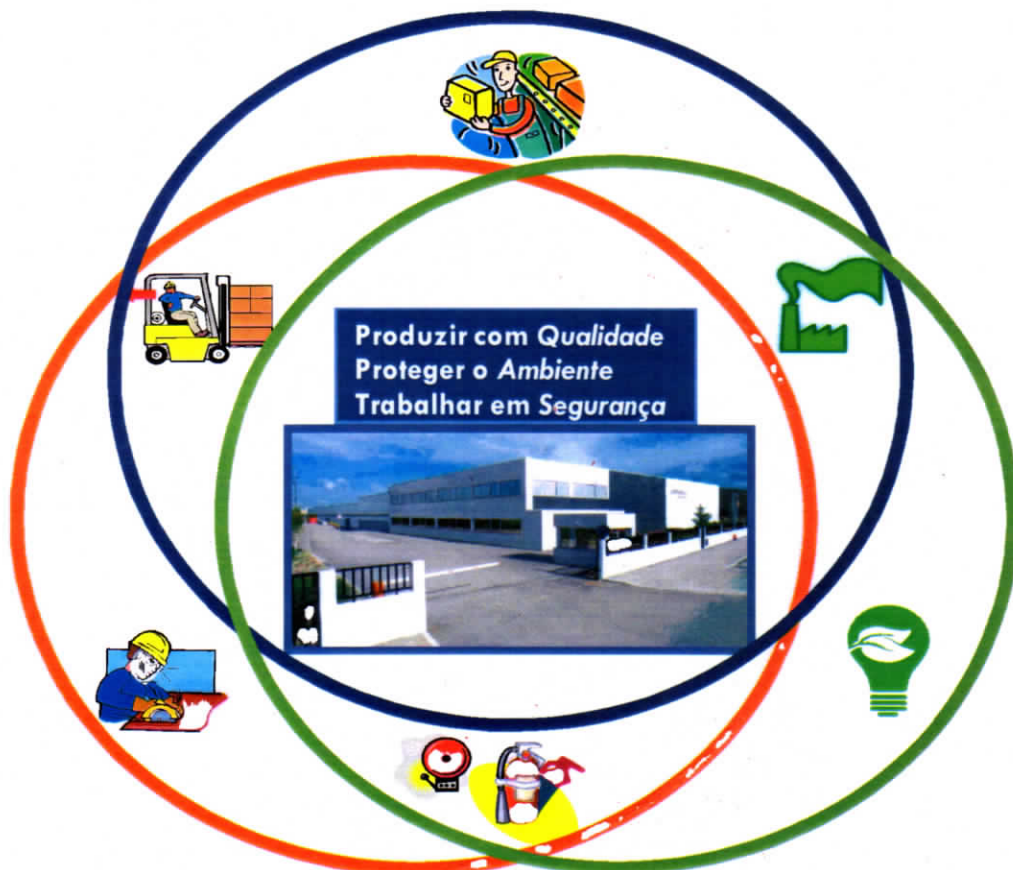 Produzir com Qualidade
Proteger o Ambiente
Trabalhar em Segurança